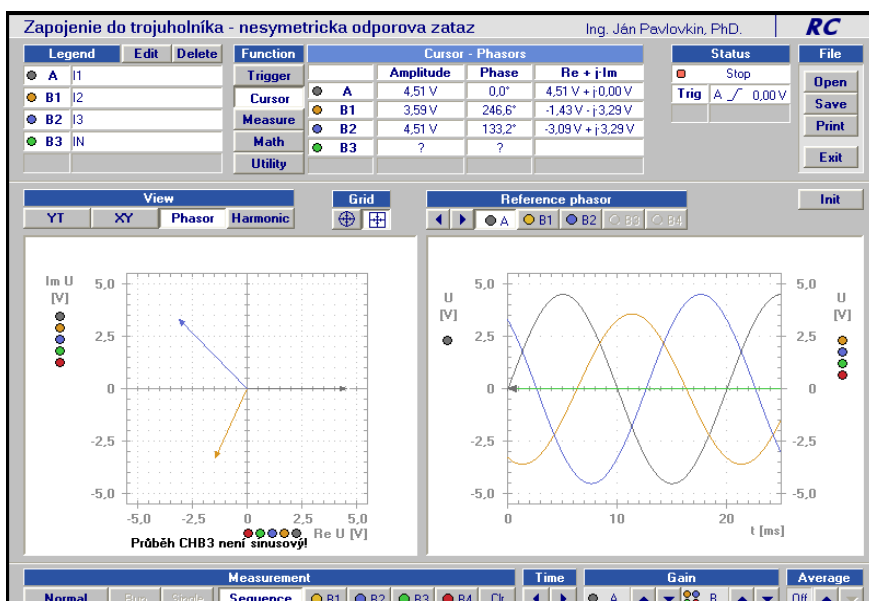 Zapojenie do trojuholníka - nesymetricka odporova zataz Ing. Ján Pavlovkin, PhD. RC
Legend Edit Delete
A I1
B1 I2
B2 I3
B3 IN
Function
Trigger
Cursor
Measure
Math
Utility
Cursor - Phasors
Amplitude Phase Re + j·Im
A 4,51 V 0,0° 4,51 V + j·0,00 V
B1 3,59 V 246,6° -1,43 V - j·3,29 V
B2 4,51 V 133,2° -3,09 V + j·3,29 V
B3 ? ?
Status
Stop
Trig A 0,00 V
File
Open
Save
Print
Exit
View
YT XY Phasor Harmonic
Grid
Reference phasor
A B1 B2 B3 B4
Init
Im U
[V]
5,0
2,5
0
-2,5
-5,0
-5,0 -2,5 0 2,5 5,0
Re U [V]
Průběh CHB3 není sinusový!
U
[V]
5,0
2,5
0
-2,5
-5,0
0 10 20
t [ms]
5,0
2,5
0
-2,5
-5,0
U
[V]
Measurement Time Gain Average
Normal Run Single Sequence B1 B2 B3 B4 Clr A B Off